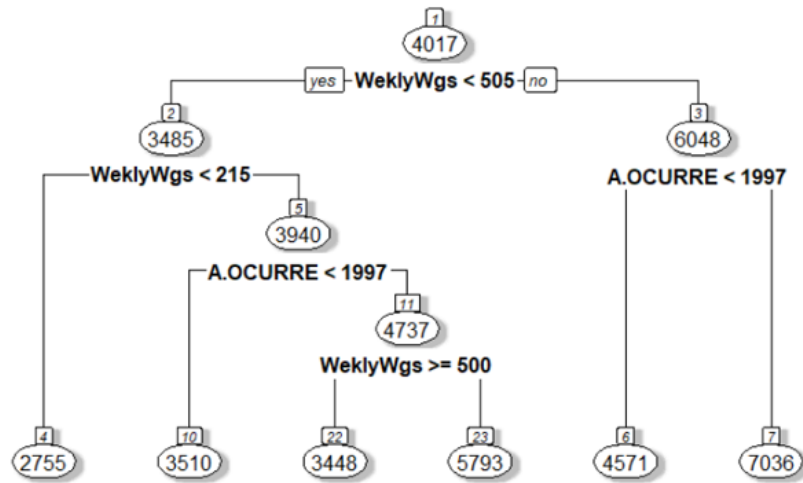 1
4017
yes WeklyWgs < 505 no
2 3
3485 6048
WeklyWgs < 215 A.OCURRE < 1997
5
3940
A.OCURRE < 1997
11
4737
WeklyWgs >= 500
4 10 22 23 6 7
2755 3510 3448 5793 4571 7036